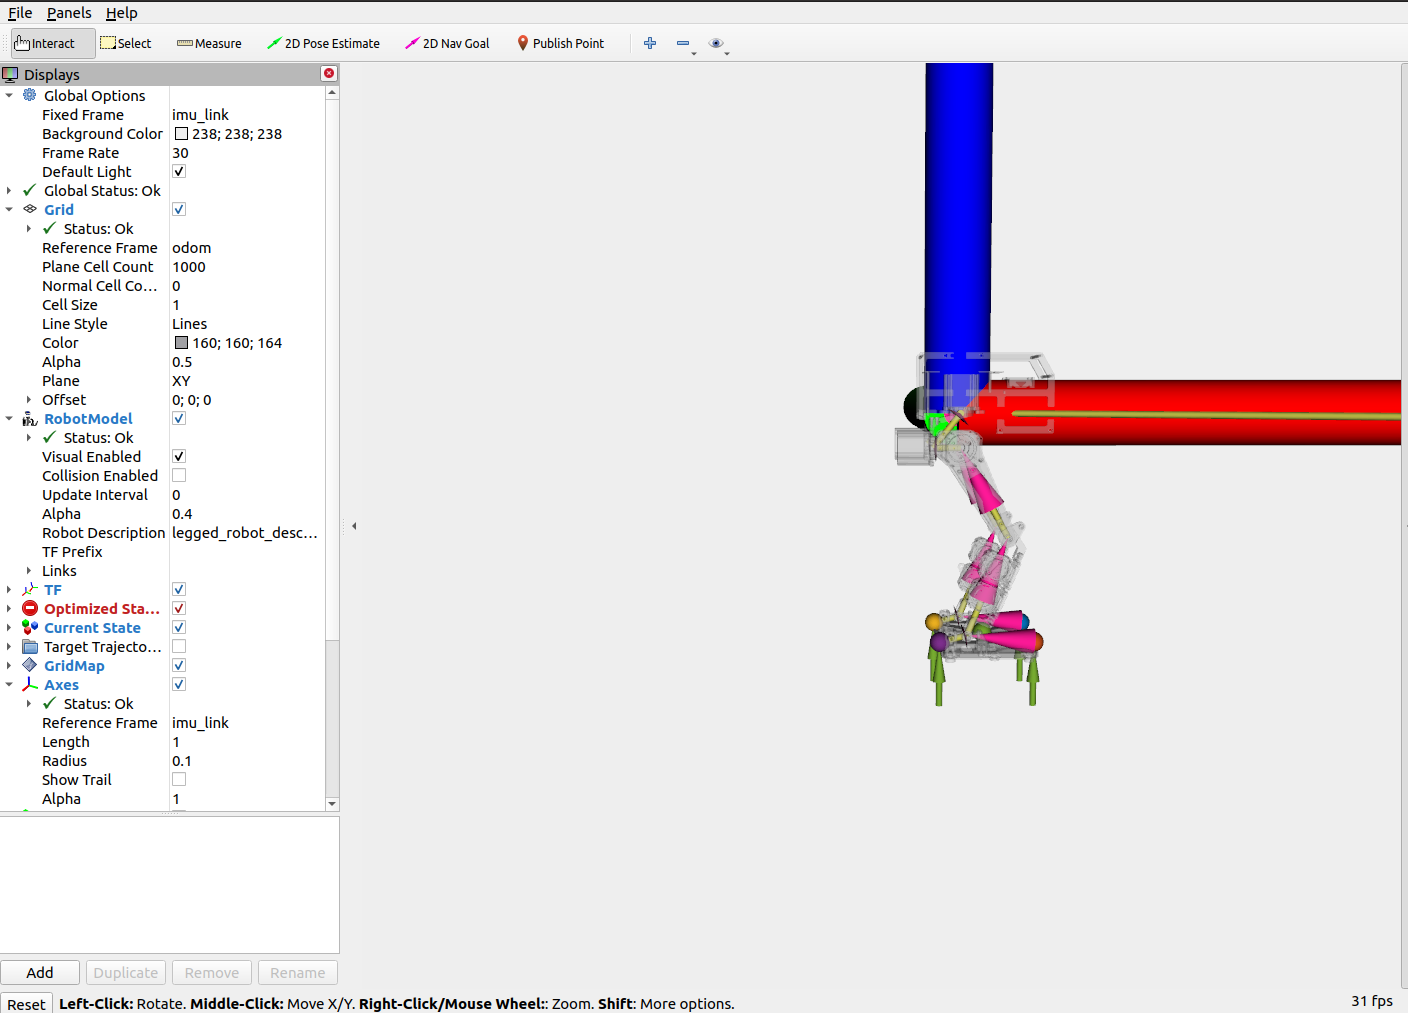 File Panels Help
Interact Select Measure 2D Pose Estimate 2D Nav Goal Publish Point
Displays
Global Options
Fixed Frame imu_link
Background Color 238; 238; 238
Frame Rate 30
Default Light
Global Status: Ok
Grid
Status: Ok
Reference Frame odom
Plane Cell Count 1000
Normal Cell Co... 0
Cell Size 1
Line Style Lines
Color 160; 160; 164
Alpha 0.5
Plane XY
Offset 0; 0; 0
RobotModel
Status: Ok
Visual Enabled
Collision Enabled
Update Interval 0
Alpha 0.4
Robot Description legged_robot_desc...
TF Prefix
Links
TF
Optimized Sta...
Current State
Target Trajecto...
GridMap
Axes
Status: Ok
Reference Frame imu_link
Length 1
Radius 0.1
Show Trail
Alpha 1
Add Duplicate Remove Rename
Reset Left-Click: Rotate. Middle-Click: Move X/Y. Right-Click/Mouse Wheel:: Zoom. Shift: More options. 31 fps